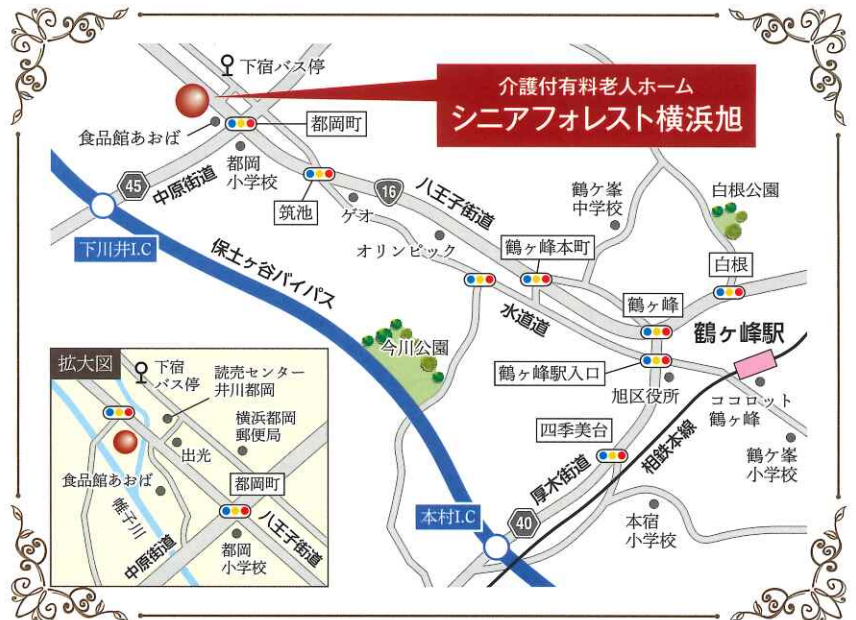 下宿バス停
介護付有料老人ホーム
シニアフォレスト横浜旭
食品館あおば
都岡町
都岡
小学校
45
中原街道
筑池
ゲオ
16
八王子街道
オリンピック
鶴ケ峯
中学校
白根公園
下川井I.C
保土ヶ谷バイパス
鶴ヶ峰本町
白根
水道道
鶴ヶ峰
鶴ヶ峰駅
今川公園
鶴ヶ峰駅入口
旭区役所
ココロット
鶴ヶ峰
四季美台
相鉄本線
鶴ケ峯
小学校
厚木街道
本村I.C
40
本宿
小学校
拡大図
下宿
バス停
読売センター
井川都岡
横浜都岡
郵便局
出光
食品館あおば
都岡町
帷子川
中原街道
都岡
小学校
八王子街道